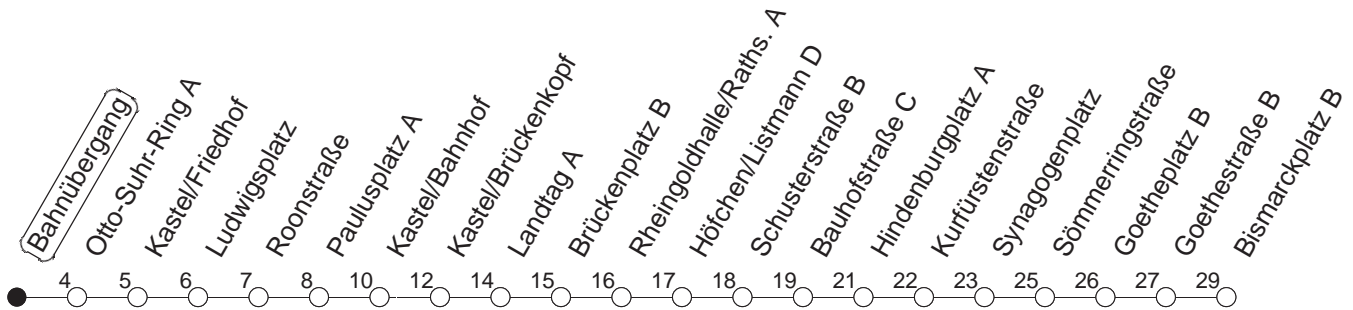 Bahnübergang
Otto-Suhr-Ring A
Kastel/Friedhof
Ludwigsplatz
Roonstraße
Paulusplatz A
Kastel/Bahnhof
Kastel/Brückenkopf
Landtag A
Brückenplatz B
Rheingoldhalle/Raths. A
Höfchen/Listmann D
Schusterstraße B
Bauhofstraße C
Hindenburgplatz A
Kurfürstenstraße
Synagogenplatz
Sömmerringstraße
Goetheplatz B
Goethestraße B
Bismarckplatz B
4 5 6 7 8 10 12 14 15 16 17 18 19 21 22 23 25 26 27 29